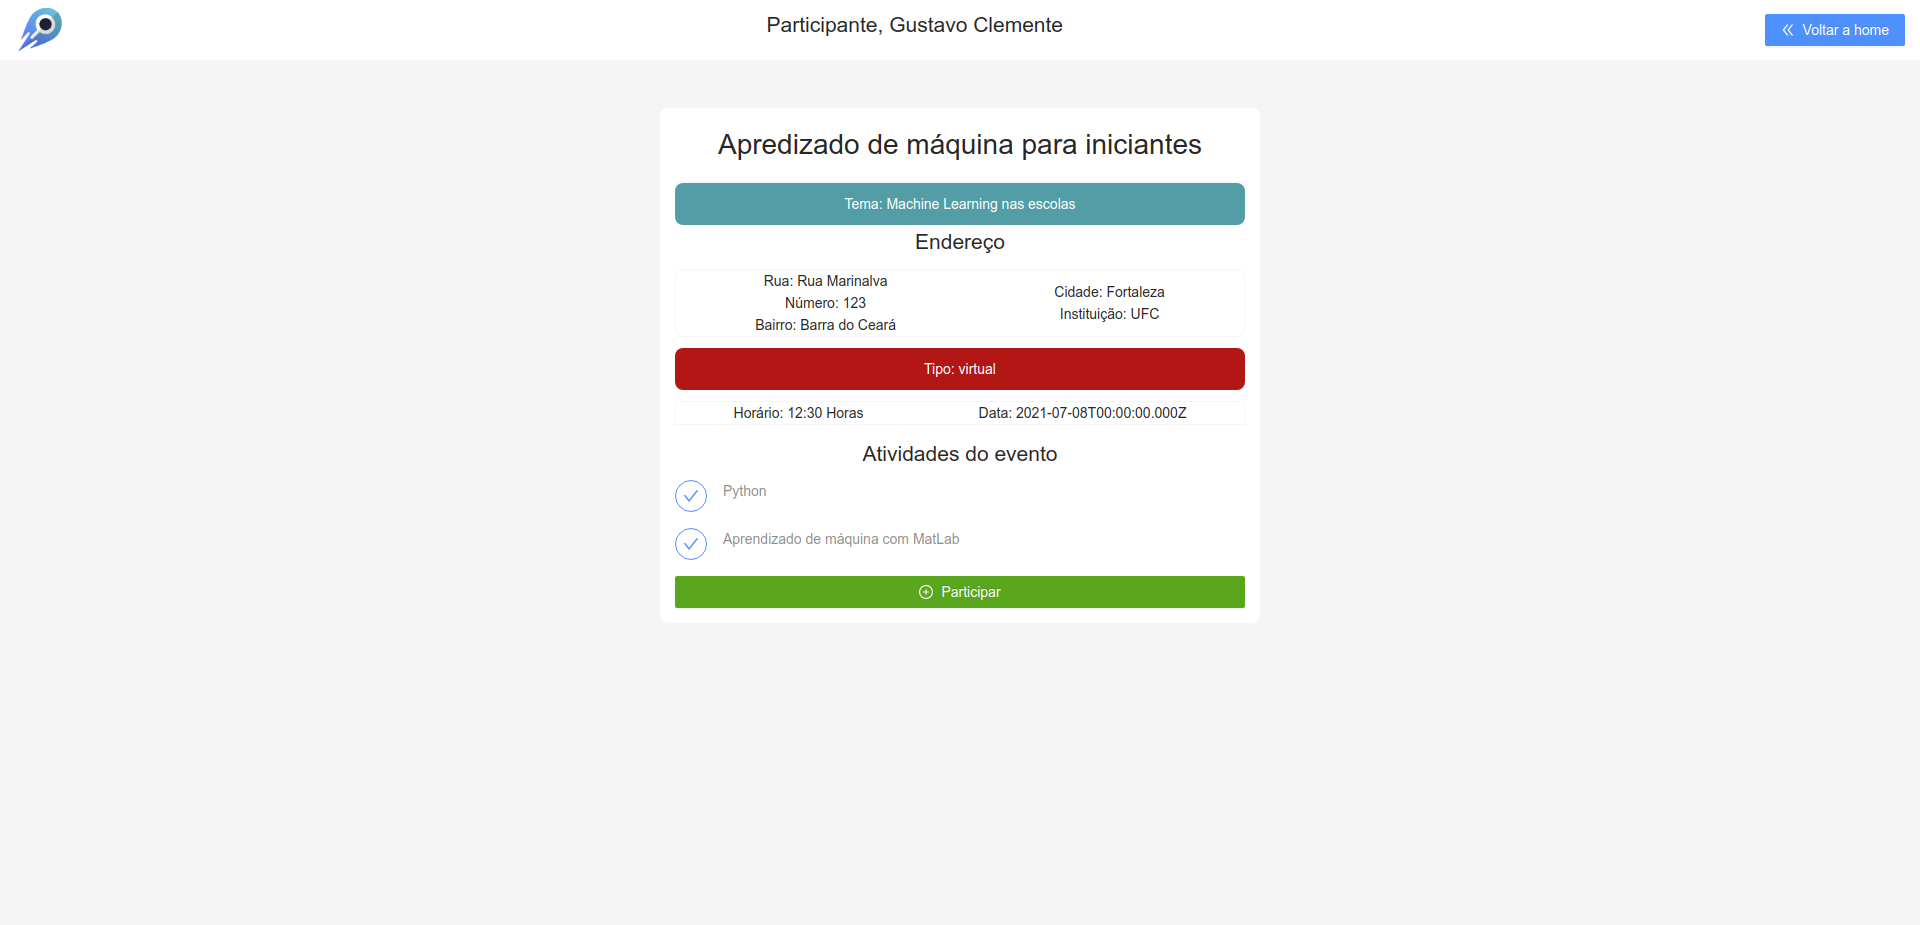 Participante, Gustavo Clemente
Voltar a home
Apredizado de máquina para iniciantes
Tema: Machine Learning nas escolas
Endereço
Rua: Rua Marinalva
Número: 123
Bairro: Barra do Ceará
Cidade: Fortaleza
Instituição: UFC
Tipo: virtual
Horário: 12:30 Horas
Data: 2021-07-08T00:00:00.000Z
Atividades do evento
Python
Aprendizado de máquina com MatLab
Participar